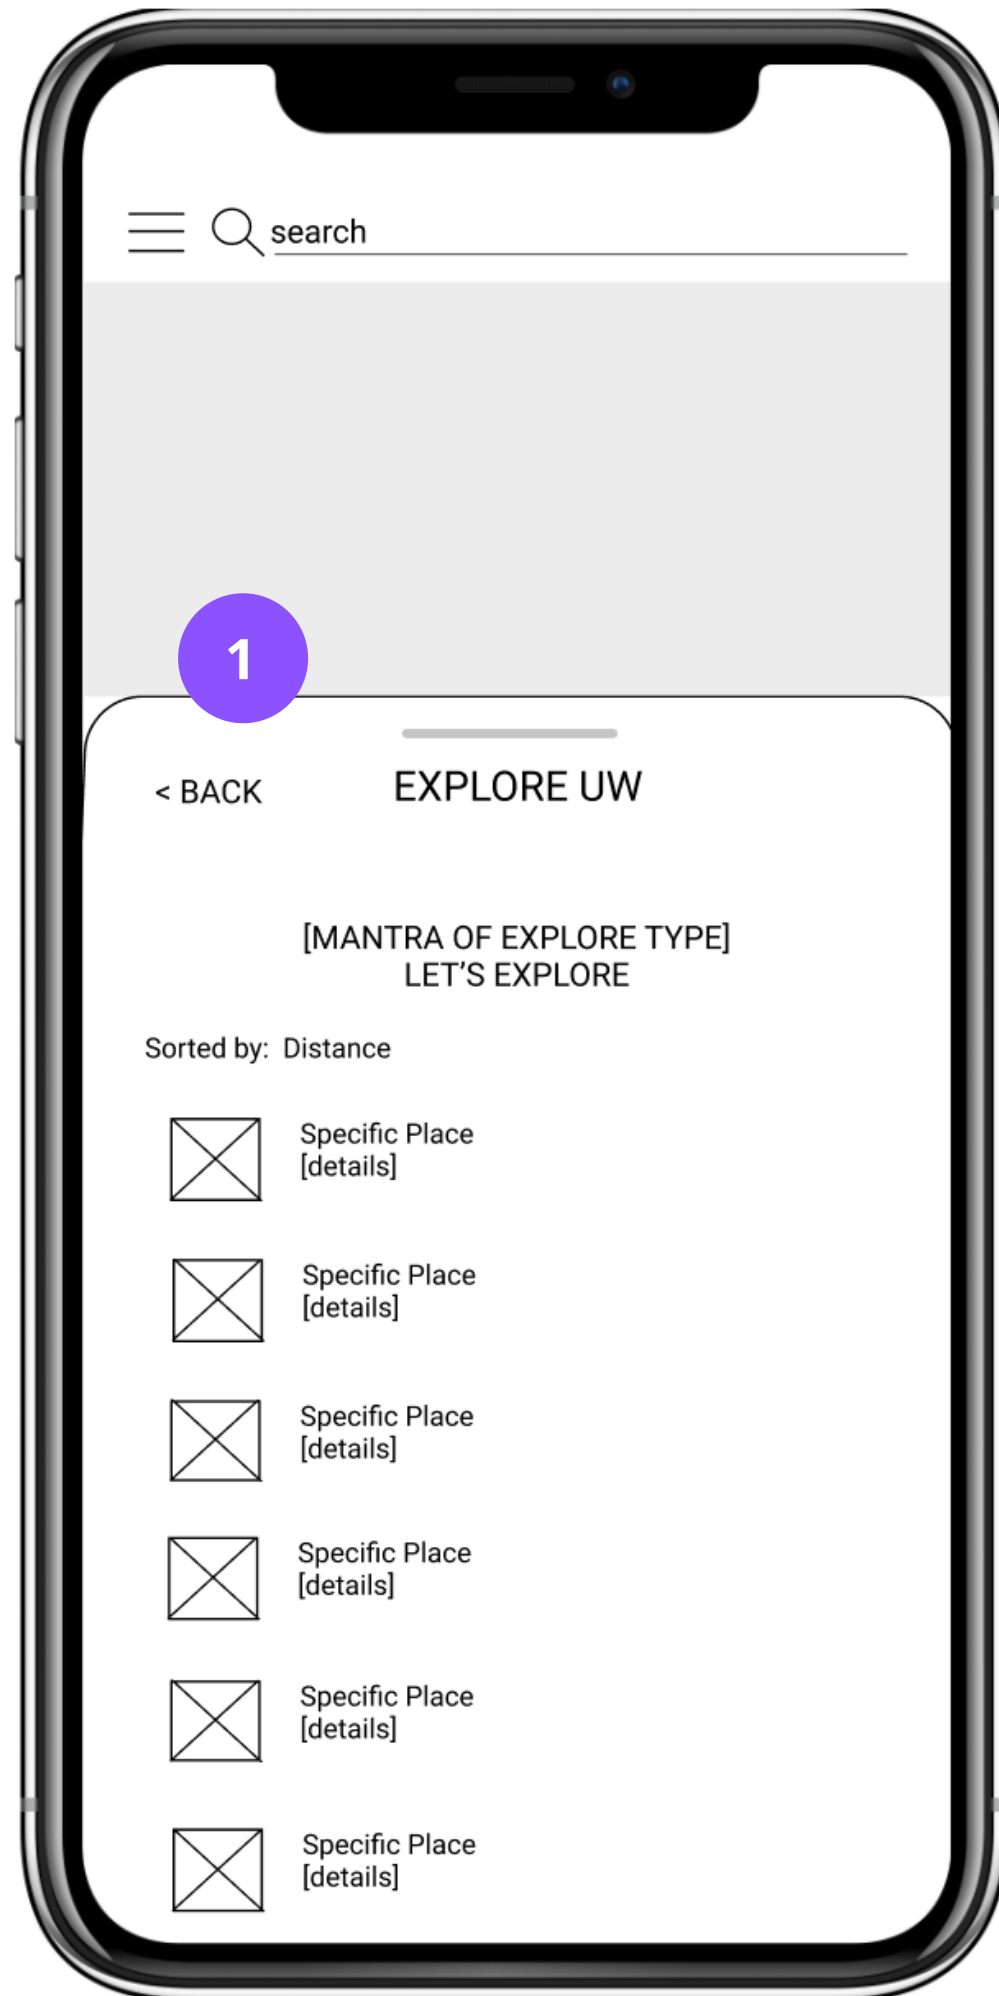 search
1
< BACK
EXPLORE UW
[MANTRA OF EXPLORE TYPE]
LET'S EXPLORE
Sorted by: Distance
Specific Place
[details]
Specific Place
[details]
Specific Place
[details]
Specific Place
[details]
Specific Place
[details]
Specific Place
[details]